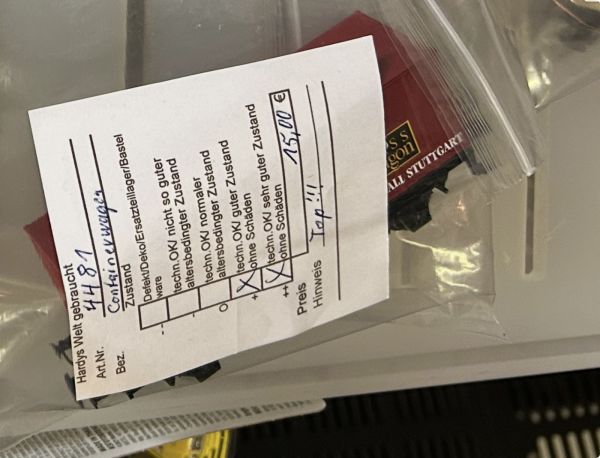 Hardys Welt gebraucht
Art.Nr. 4481
Bez. Containerwagen
Zustand
Defekt/Deko/Ersatzteillager/Bastel
-- ware
techn.OK/ nicht so guter
- altersbedingter Zustand
techn.OK/ normaler
O altersbedingter Zustand
X techn.OK/ guter Zustand
+ ohne Schäden
X techn.OK/ sehr guter Zustand
++ ohne Schäden
Preis 15,00 €
Hinweis Top!!
ALL STUTTGART